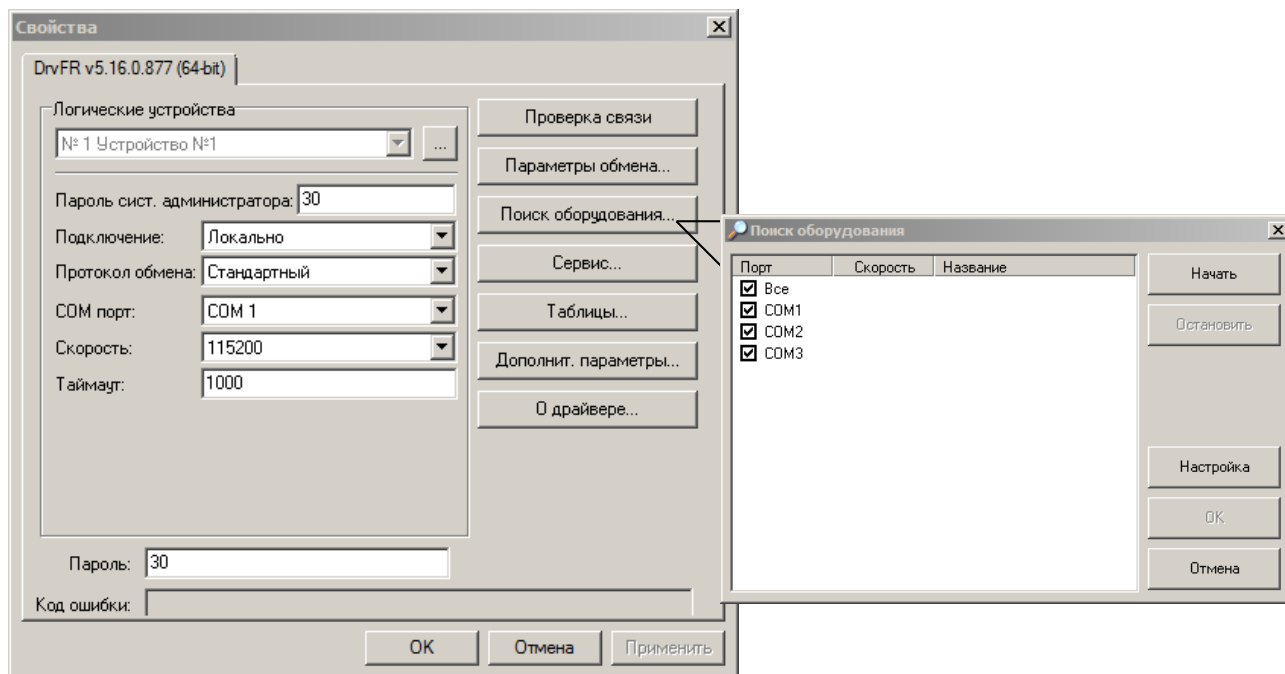 Свойства
DrvFR v5.16.0.877 (64-bit)
Логические устройства
№ 1 Устройство №1
...
Пароль сист. администратора: 30
Подключение: Локально
Протокол обмена: Стандартный
COM порт: COM 1
Скорость: 115200
Таймаут: 1000
Проверка связи
Параметры обмена...
Поиск оборудования...
Сервис...
Таблицы...
Дополнит. параметры...
О драйвере...
Пароль: 30
Код ошибки:
OK Отмена Применить
Поиск оборудования
Порт Скорость Название
Все
COM1
COM2
COM3
Начать
Остановить
Настройка
OK
Отмена